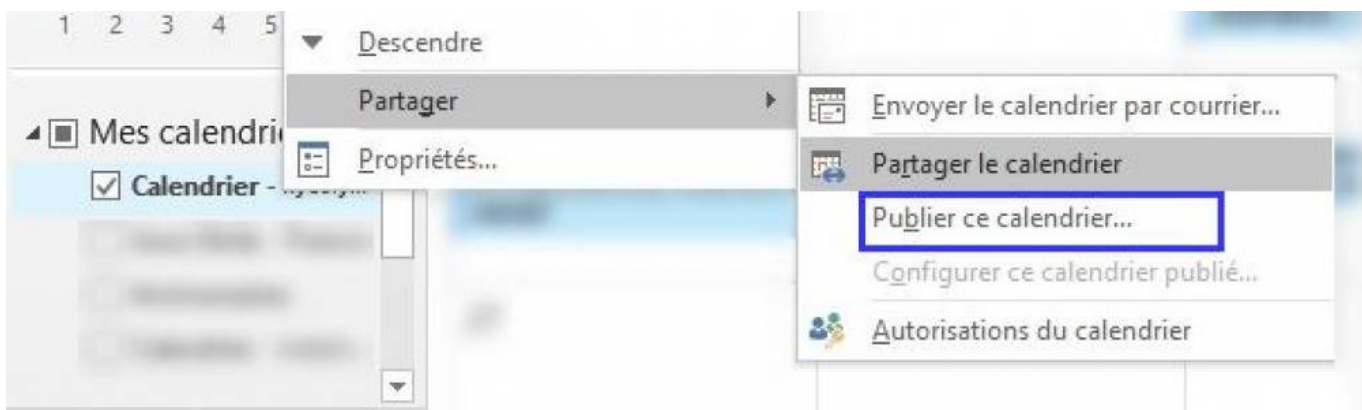 1 2 3 4 5
Descendre
Partager
Envoyer le calendrier par courrier...
Mes calendri
Propriétés...
Partager le calendrier
Calendrier -
Publier ce calendrier...
Configurer ce calendrier publié...
Autorisations du calendrier